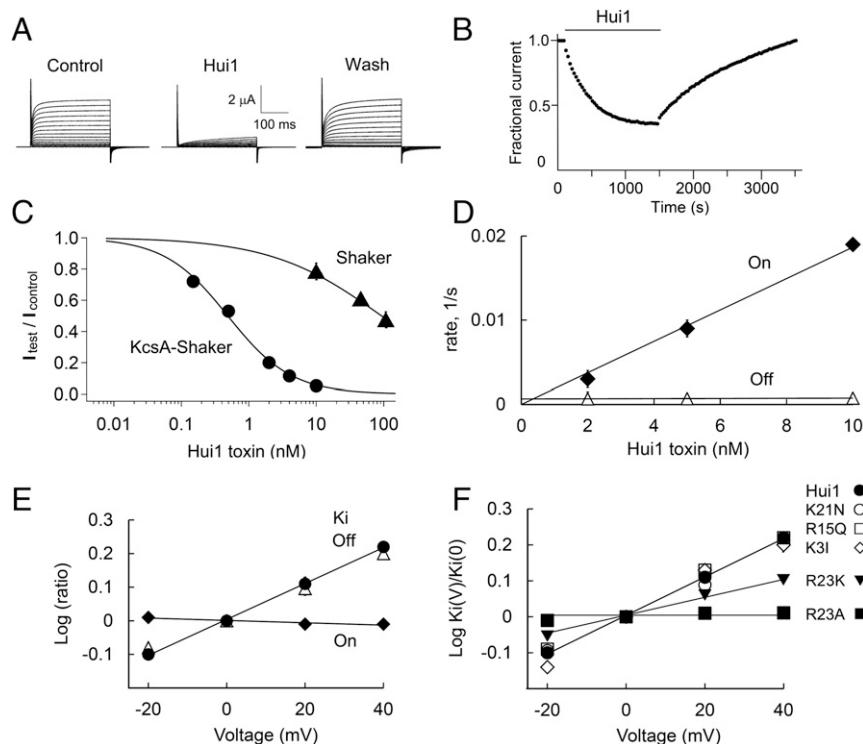 A
Control
Hui1
Wash
2 µA
100 ms
B
Hui1
Fractional current
1.0
0.5
0
0 1000 2000 3000
Time (s)
C
I test / I control
1.0
0.8
0.6
0.4
0.2
0.0
Shaker
KcsA-Shaker
0.01 0.1 1 10 100
Hui1 toxin (nM)
D
rate, 1/s
0.02
0.01
0
On
Off
0 2 4 6 8 10
Hui1 toxin (nM)
E
Log (ratio)
0.3
0.2
0.1
0
-0.1
Ki
Off
On
-20 0 20 40
Voltage (mV)
F
Log Ki(V)/Ki(0)
0.3
0.2
0.1
0
-0.1
Hui1
K21N
R15Q
K3I
R23K
R23A
-20 0 20 40
Voltage (mV)